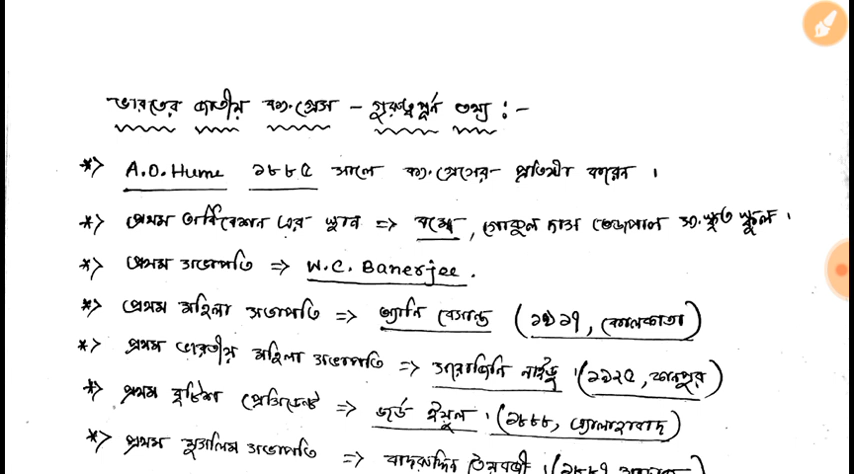 ভারতের জাতীয় কংগ্রেস - গুরুত্বপূর্ণ তথ্য :-
*> A.O. Hume ১৮৮৫ সালে কংগ্রেসের প্রতিষ্ঠা করেন ।
*> প্রথম অধিবেশন এর স্থান => বম্বে, গোকুল দাস তেজপাল সংস্কৃত স্কুল ।
*> প্রথম সভাপতি => W.C. Banerjee.
*> প্রথম মহিলা সভাপতি => অ্যানি বেসান্ত (১৯১৭, কোলকাতা)
*> প্রথম ভারতীয় মহিলা সভাপতি => সরোজিনি নাইডু (১৯২৫, কানপুর)
*> প্রথম বৃটিশ প্রেসিডেন্ট => জর্জ ইয়ুল (১৮৮৮, এলাহাবাদ)
*> প্রথম মুসলিম সভাপতি => বদরুদ্দিন তৈয়বজী (১৮৮৭